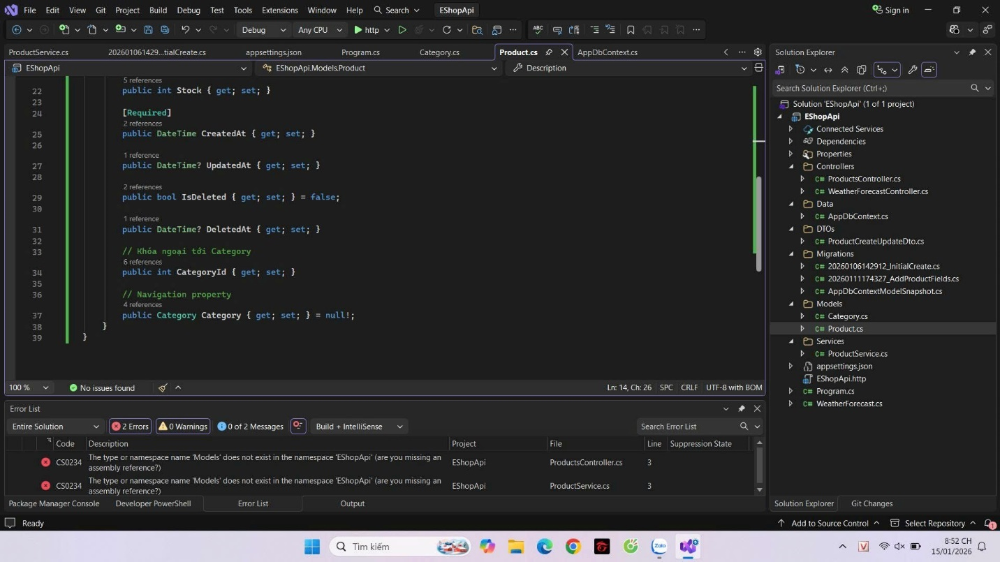 File Edit View Git Project Build Debug Test Tools Extensions Window Help Search EShopApi Sign in
Debug Any CPU http
ProductService.cs 202601061429...tialCreate.cs appsettings.json Program.cs Category.cs Product.cs AppDbContext.cs
EShopApi EShopApi.Models.Product Description
5 references
22 public int Stock { get; set; }
23
24 [Required]
2 references
25 public DateTime CreatedAt { get; set; }
26
1 reference
27 public DateTime? UpdatedAt { get; set; }
28
2 references
29 public bool IsDeleted { get; set; } = false;
30
1 reference
31 public DateTime? DeletedAt { get; set; }
32
33 // Khóa ngoại tới Category
6 references
34 public int CategoryId { get; set; }
35
36 // Navigation property
4 references
37 public Category Category { get; set; } = null!;
38 }
39 }
100 % No issues found Ln: 14, Ch: 26 SPC CRLF UTF-8 with BOM
Error List
Entire Solution 2 Errors 0 Warnings 0 of 2 Messages Build + IntelliSense Search Error List
Code Description Project File Line Suppression State
CS0234 The type or namespace name 'Models' does not exist in the namespace 'EShopApi' (are you missing an
assembly reference?) EShopApi ProductsController.cs 3
CS0234 The type or namespace name 'Models' does not exist in the namespace 'EShopApi' (are you missing an
assembly reference?) EShopApi ProductService.cs 3
Package Manager Console Developer PowerShell Error List Output
Solution Explorer
Search Solution Explorer (Ctrl+;)
Solution 'EShopApi' (1 of 1 project)
EShopApi
Connected Services
Dependencies
Properties
Controllers
C# ProductsController.cs
C# WeatherForecastController.cs
Data
C# AppDbContext.cs
DTOs
C# ProductCreateUpdateDto.cs
Migrations
C# 20260106142912_InitialCreate.cs
C# 20260111174327_AddProductFields.cs
C# AppDbContextModelSnapshot.cs
Models
C# Category.cs
C# Product.cs
Services
C# ProductService.cs
appsettings.json
EShopApi.http
C# Program.cs
C# WeatherForecast.cs
Solution Explorer Git Changes
Ready Add to Source Control Select Repository 1
Tìm kiếm Zalo V 8:52 CH
15/01/2026